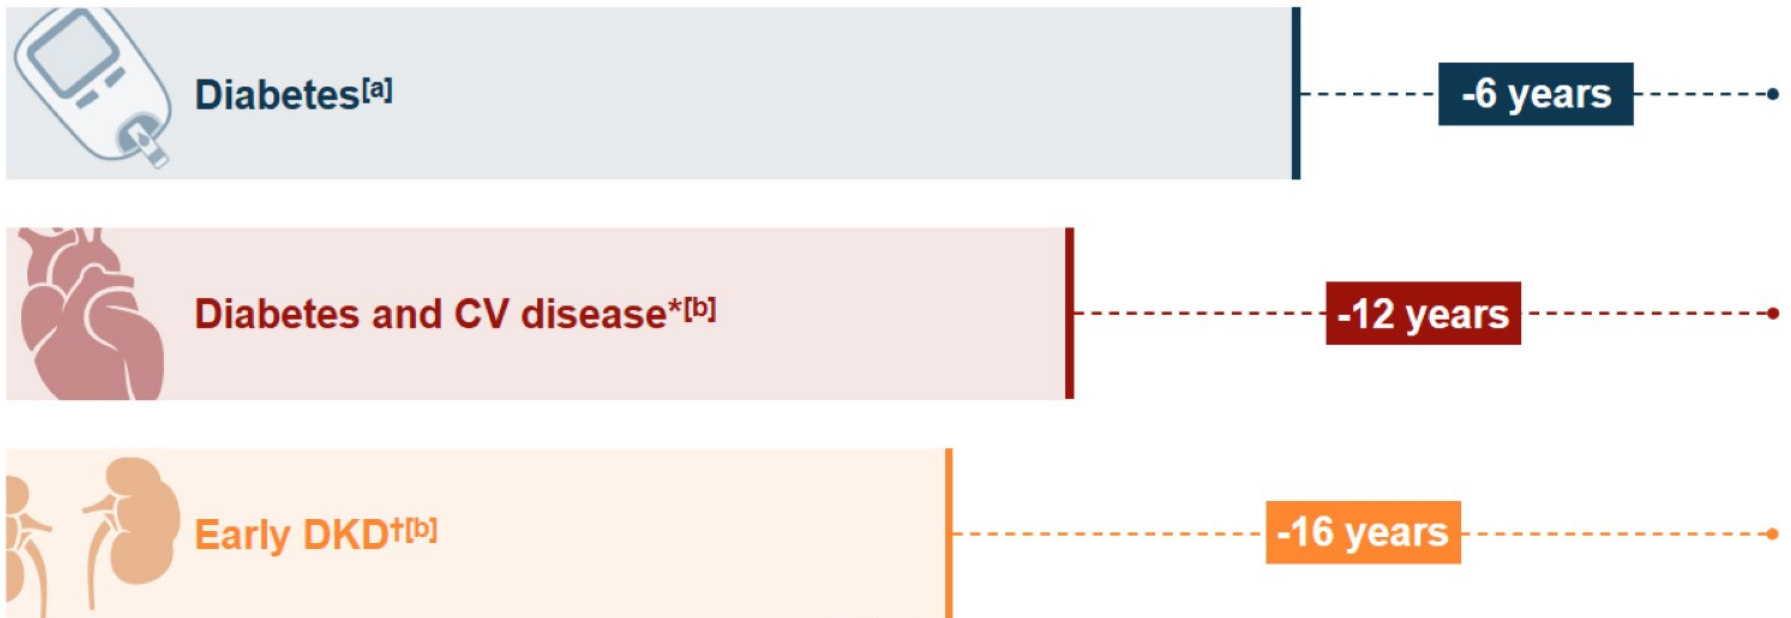 Diabetes[a]
-6 years
Diabetes and CV disease*[b]
-12 years
Early DKD†[b]
-16 years